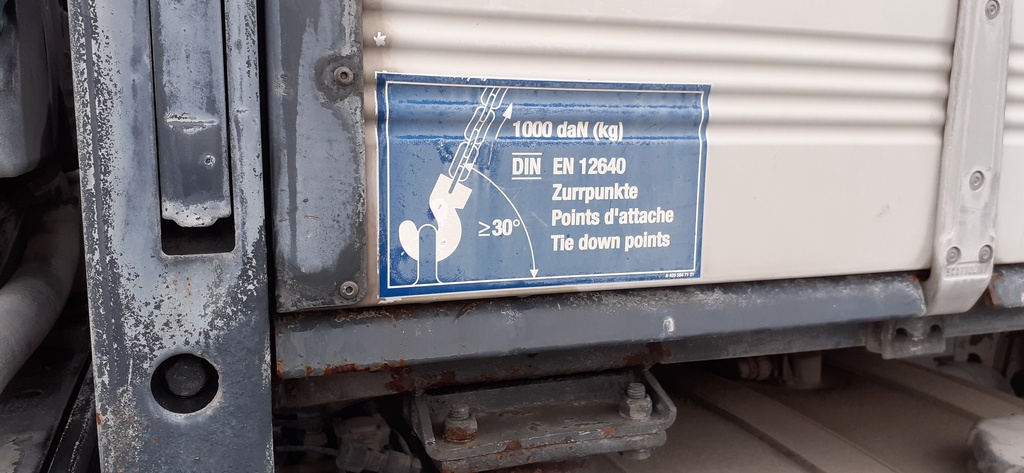 1000 daN (kg)
DIN EN 12640
Zurrpunkte
Points d'attache
≥30°
Tie down points